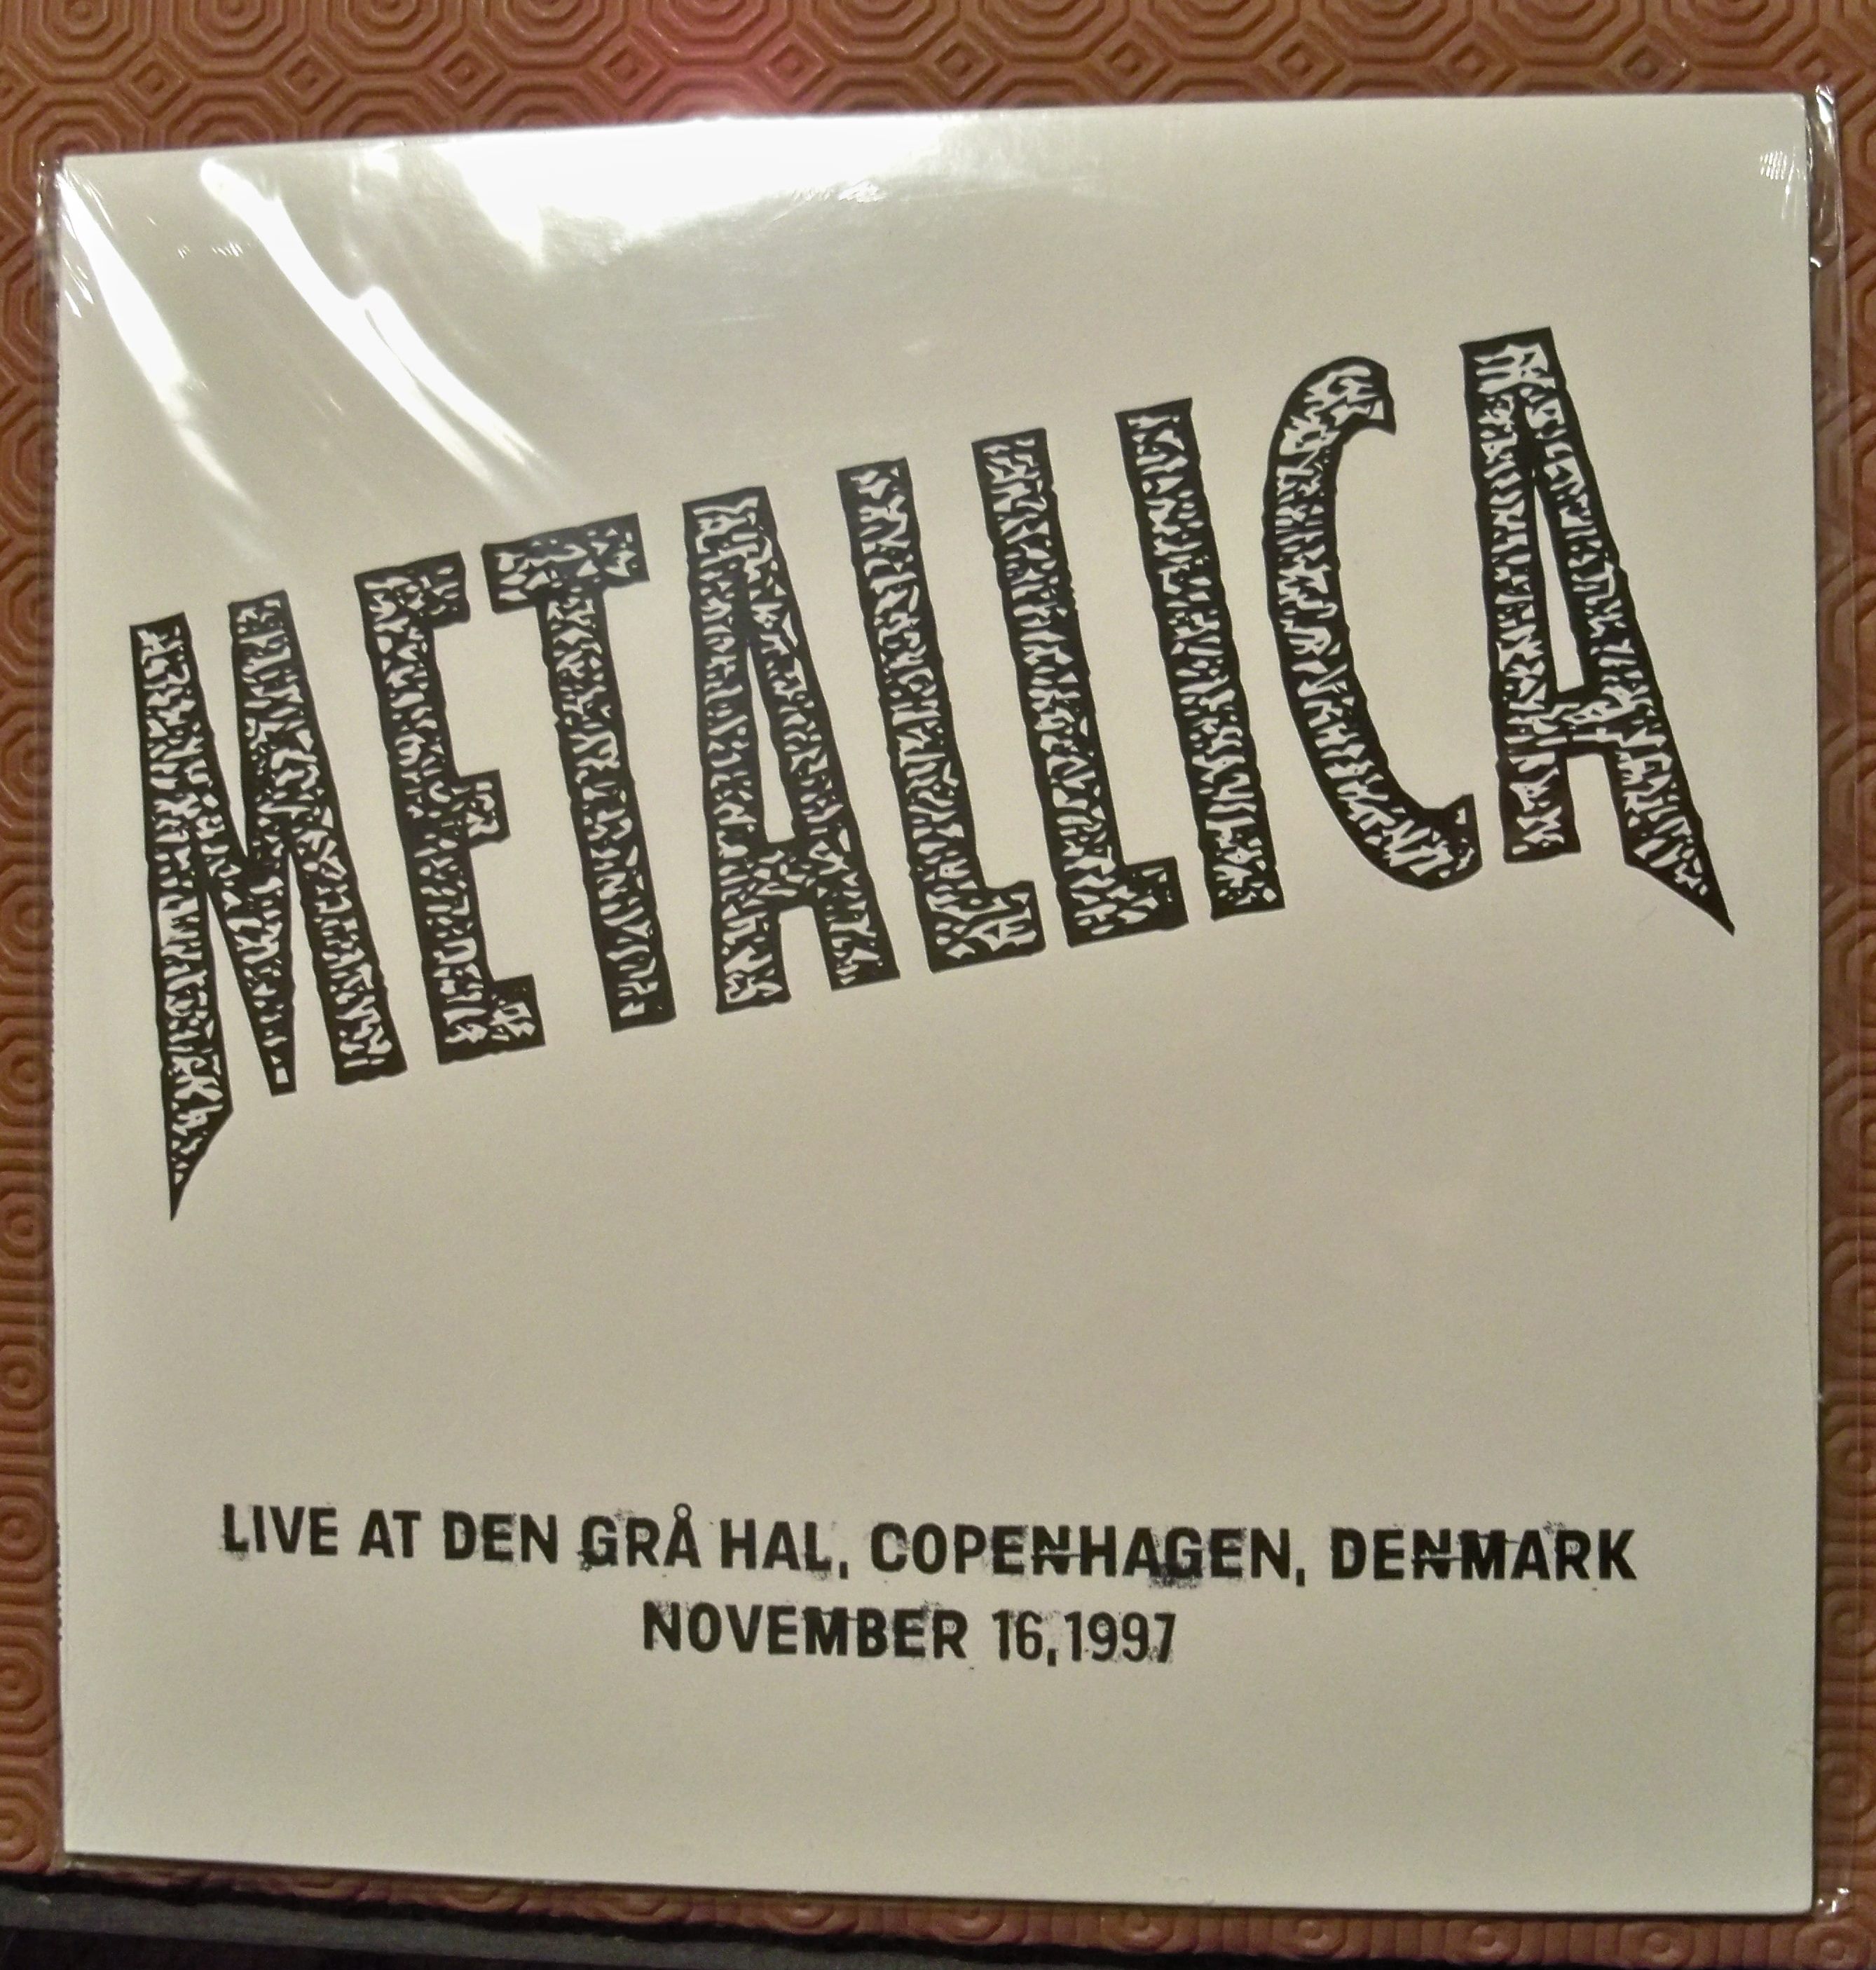 METALLICA
LIVE AT DEN GRÅ HAL, COPENHAGEN, DENMARK
NOVEMBER 16,1997